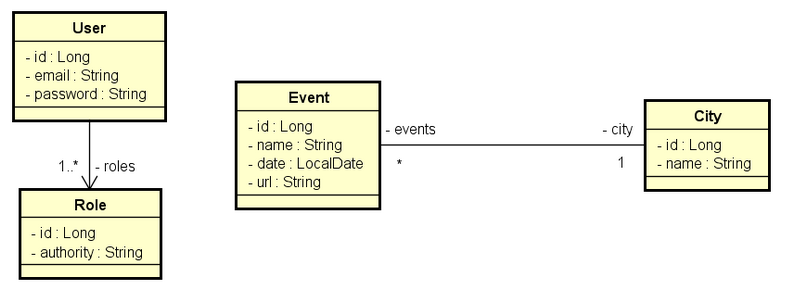 User
- id : Long
- email : String
- password : String
1..* - roles
Role
- id : Long
- authority : String
Event
- id : Long
- name : String
- date : LocalDate
- url : String
- events
*
- city
1
City
- id : Long
- name : String